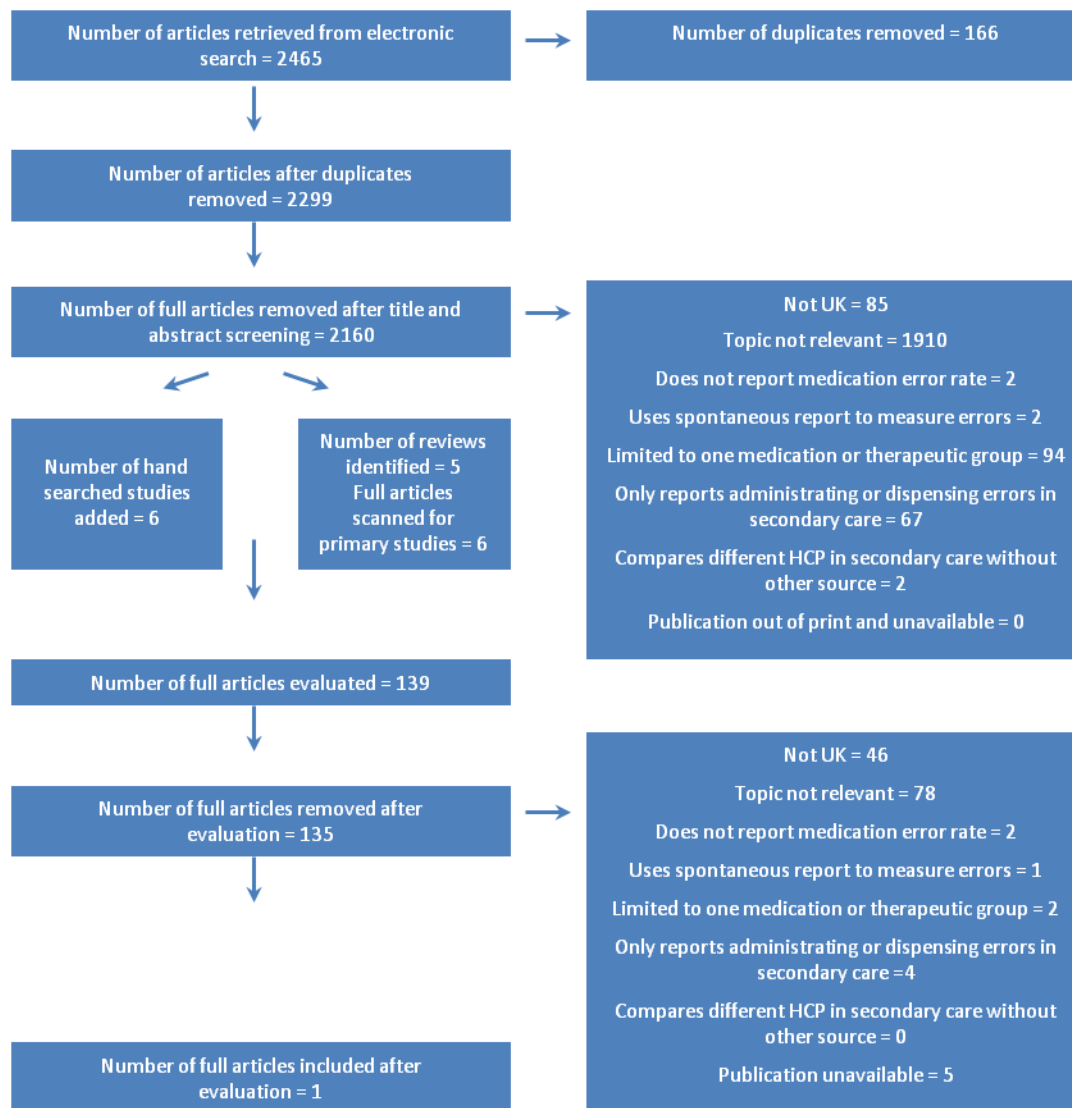 Number of articles retrieved from electronic
search = 2465
Number of duplicates removed = 166
Number of articles after duplicates
removed = 2299
Number of full articles removed after title and
abstract screening = 2160
Not UK = 85
Topic not relevant = 1910
Does not report medication error rate = 2
Uses spontaneous report to measure errors = 2
Limited to one medication or therapeutic group = 94
Only reports administrating or dispensing errors in
secondary care = 67
Compares different HCP in secondary care without
other source = 2
Publication out of print and unavailable = 0
Number of hand
searched studies
added = 6
Number of reviews
identified = 5
Full articles
scanned for
primary studies = 6
Number of full articles evaluated = 139
Number of full articles removed after
evaluation = 135
Not UK = 46
Topic not relevant = 78
Does not report medication error rate = 2
Uses spontaneous report to measure errors = 1
Limited to one medication or therapeutic group = 2
Only reports administrating or dispensing errors in
secondary care =4
Compares different HCP in secondary care without
other source = 0
Publication unavailable = 5
Number of full articles included after
evaluation = 1